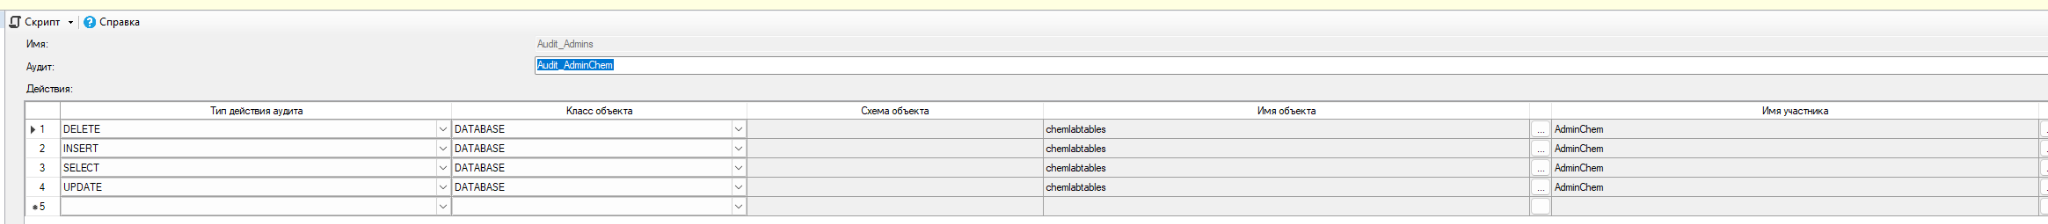 Скрипт Справка
Имя: Audit_Admins
Аудит: Audit_AdminChem
Действия:
Тип действия аудита Класс объекта Схема объекта Имя объекта Имя участника
1 DELETE DATABASE chemlabtables ... AdminChem
2 INSERT DATABASE chemlabtables ... AdminChem
3 SELECT DATABASE chemlabtables ... AdminChem
4 UPDATE DATABASE chemlabtables ... AdminChem
5